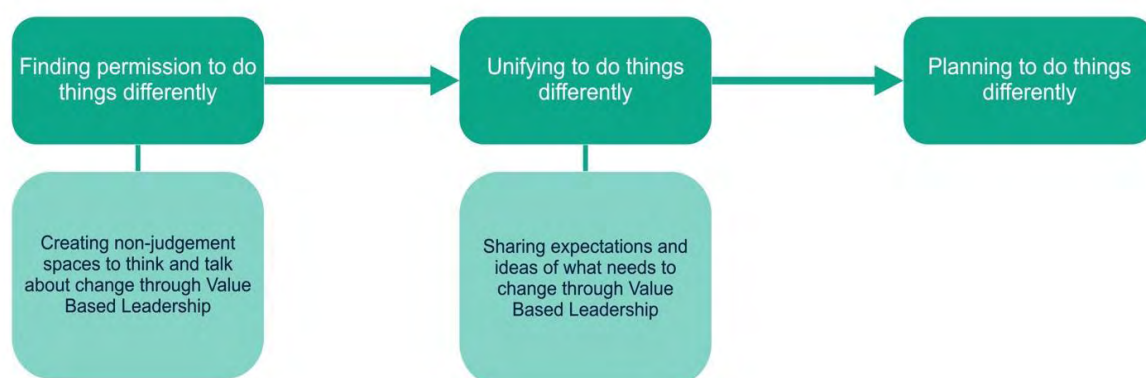 Finding permission to do
things differently
Unifying to do things
differently
Planning to do things
differently
Creating non-judgement
spaces to think and talk
about change through Value
Based Leadership
Sharing expectations and
ideas of what needs to
change through Value
Based Leadership